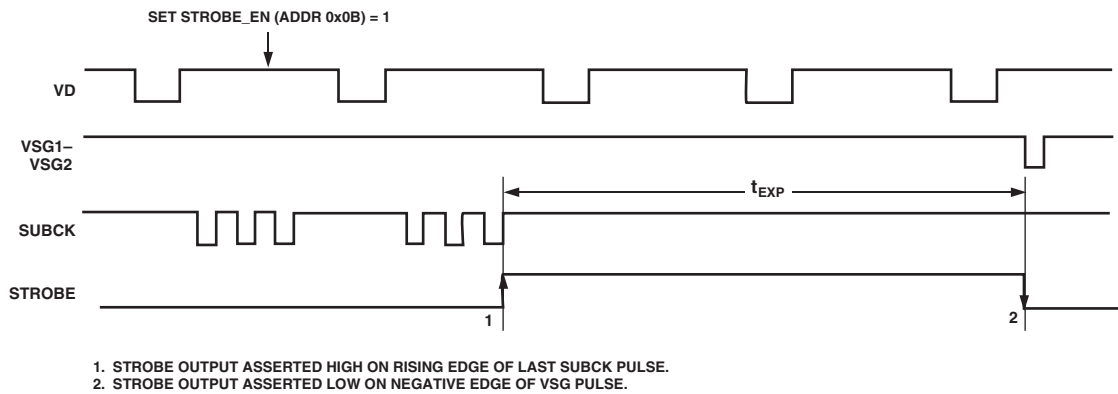 SET STROBE_EN (ADDR 0x0B) = 1
VD
VSG1–
VSG2
tEXP
SUBCK
STROBE
1
2
1. STROBE OUTPUT ASSERTED HIGH ON RISING EDGE OF LAST SUBCK PULSE.
2. STROBE OUTPUT ASSERTED LOW ON NEGATIVE EDGE OF VSG PULSE.